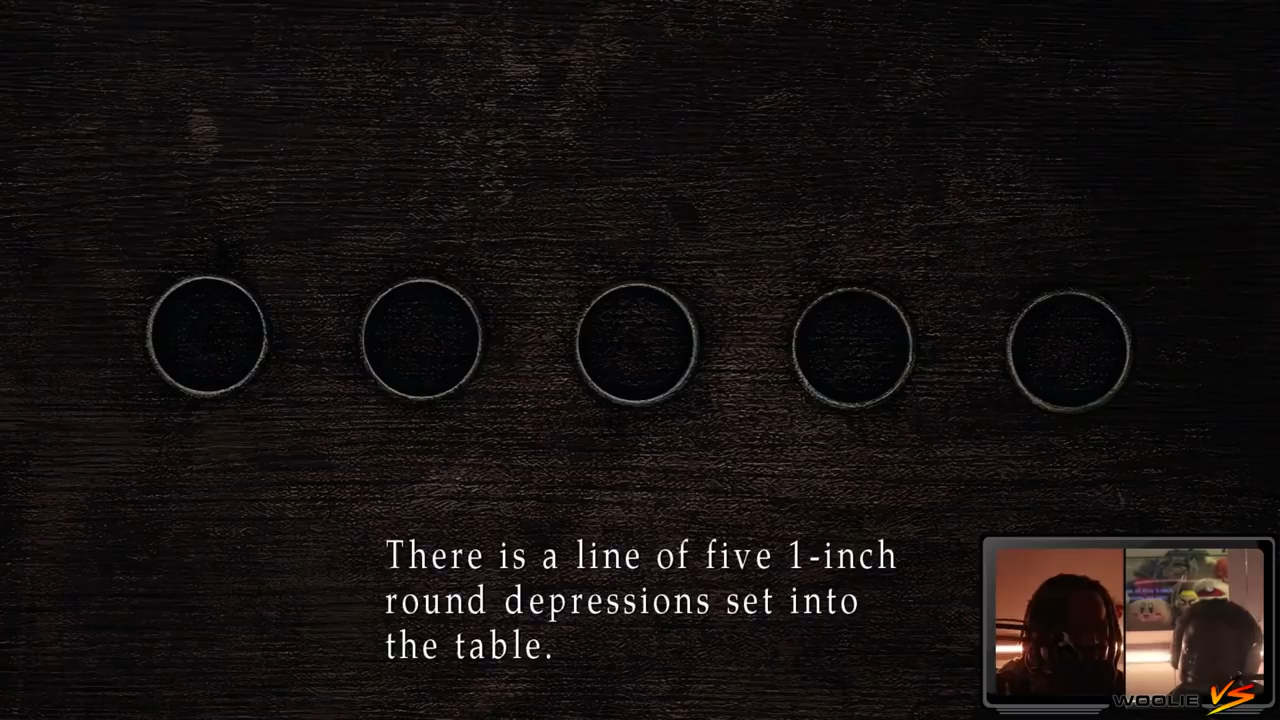 There is a line of five 1-inch
round depressions set into
the table.
WOOLIE VS